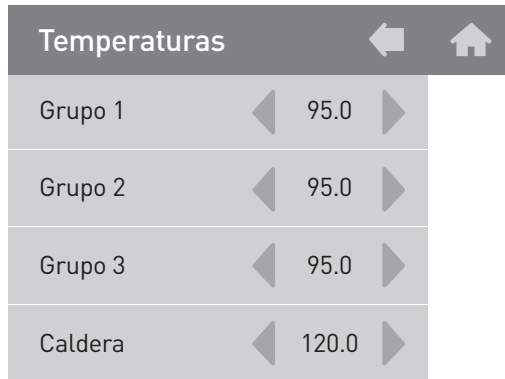 Temperaturas
Grupo 1 95.0
Grupo 2 95.0
Grupo 3 95.0
Caldera 120.0